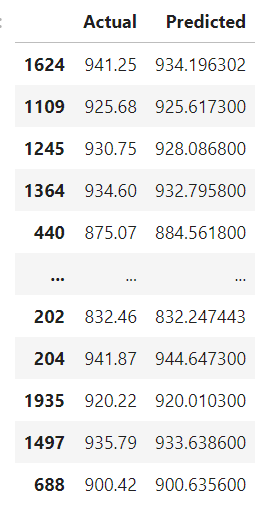 Actual Predicted
1624 941.25 934.196302
1109 925.68 925.617300
1245 930.75 928.086800
1364 934.60 932.795800
440 875.07 884.561800
... ... ...
202 832.46 832.247443
204 941.87 944.647300
1935 920.22 920.010300
1497 935.79 933.638600
688 900.42 900.635600